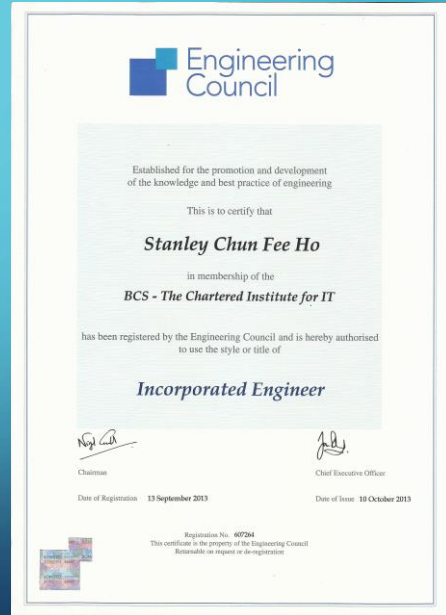 Engineering
Council
Established for the promotion and development
of the knowledge and best practice of engineering
This is to certify that
Stanley Chun Fee Ho
in membership of the
BCS - The Chartered Institute for IT
has been registered by the Engineering Council and is hereby authorised
to use the style or title of
Incorporated Engineer
Chairman
Chief Executive Officer
Date of Registration 13 September 2013
Date of Issue 10 October 2013
Registration No. 607264
This certificate is the property of the Engineering Council
Returnable on request or de-registration